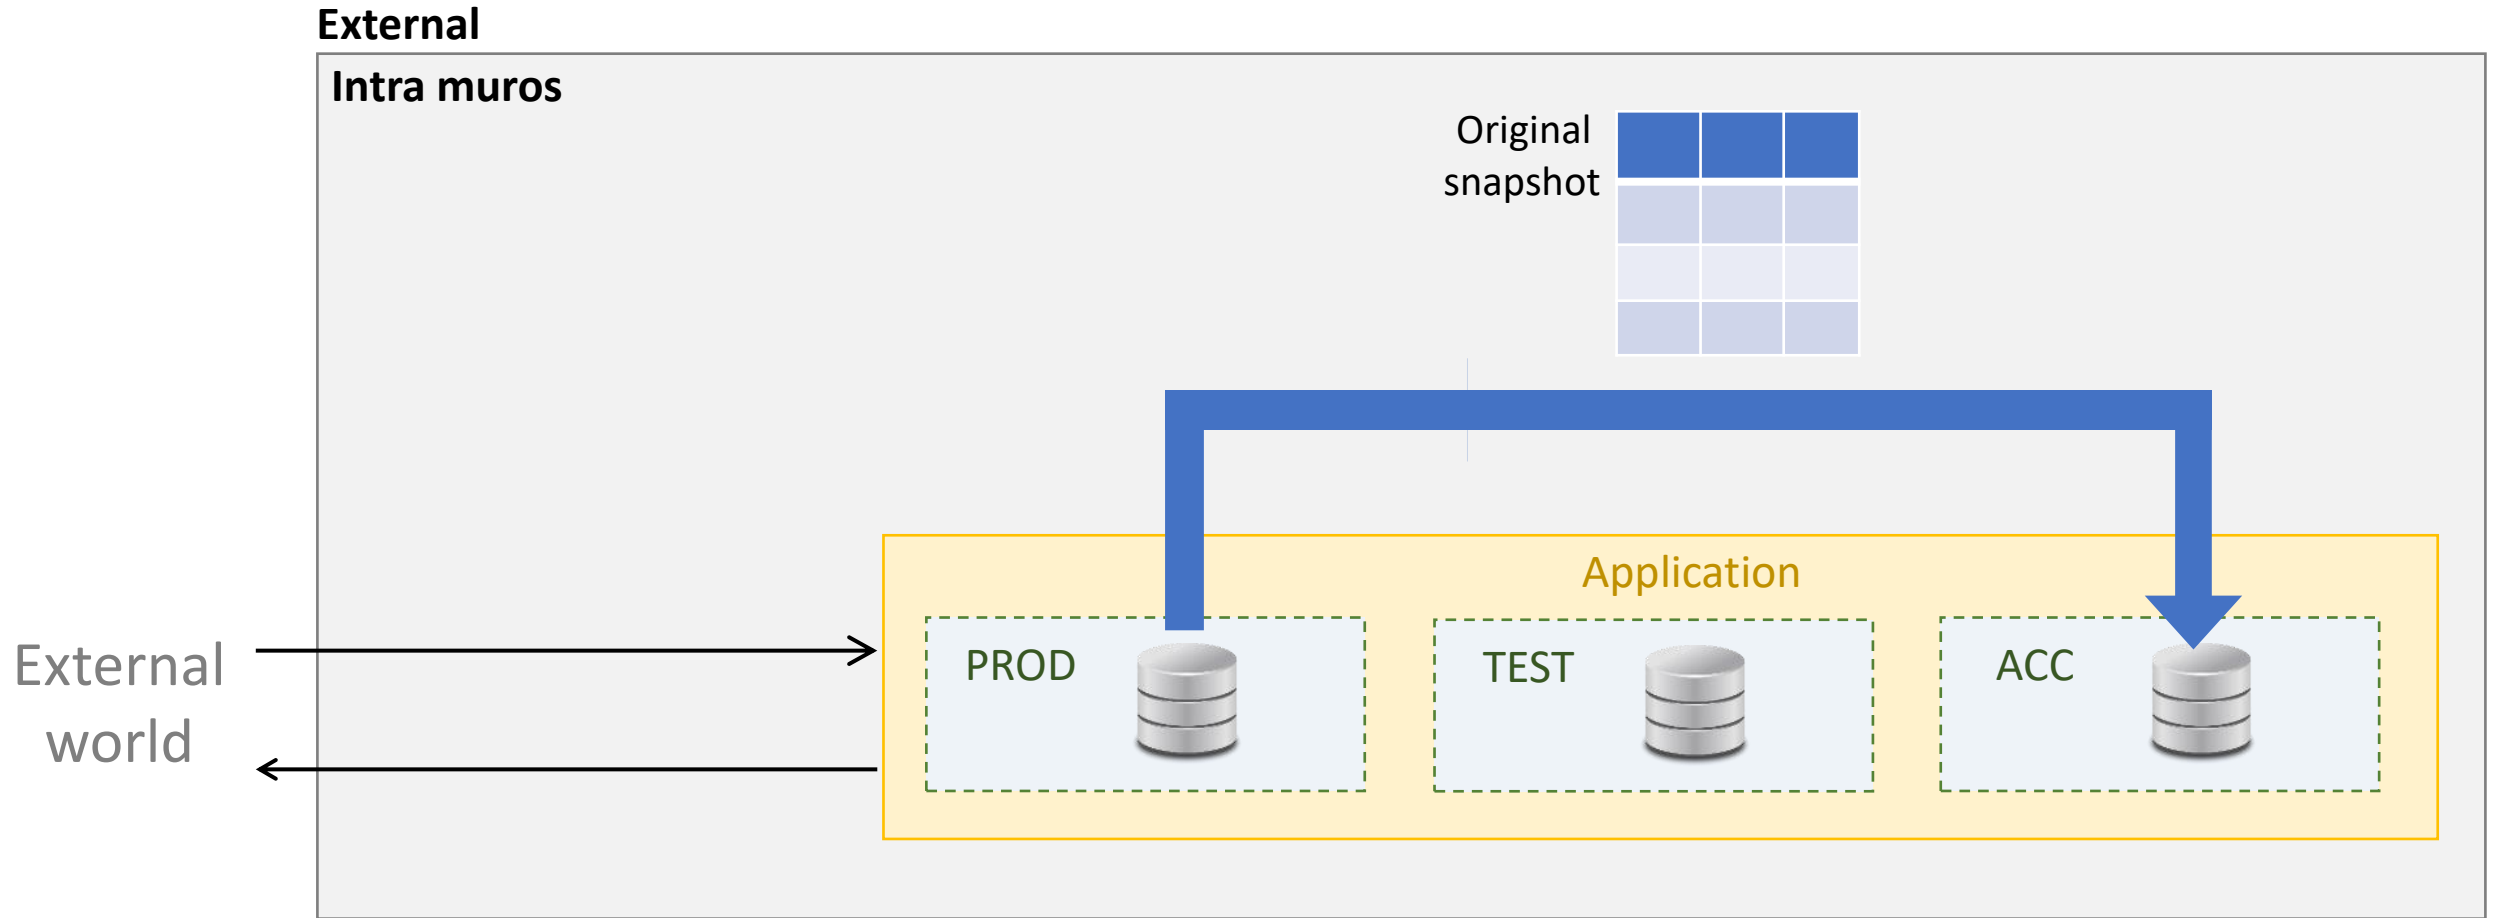 External
Intra muros
Original
snapshot
Application
PROD
TEST
ACC
External
world